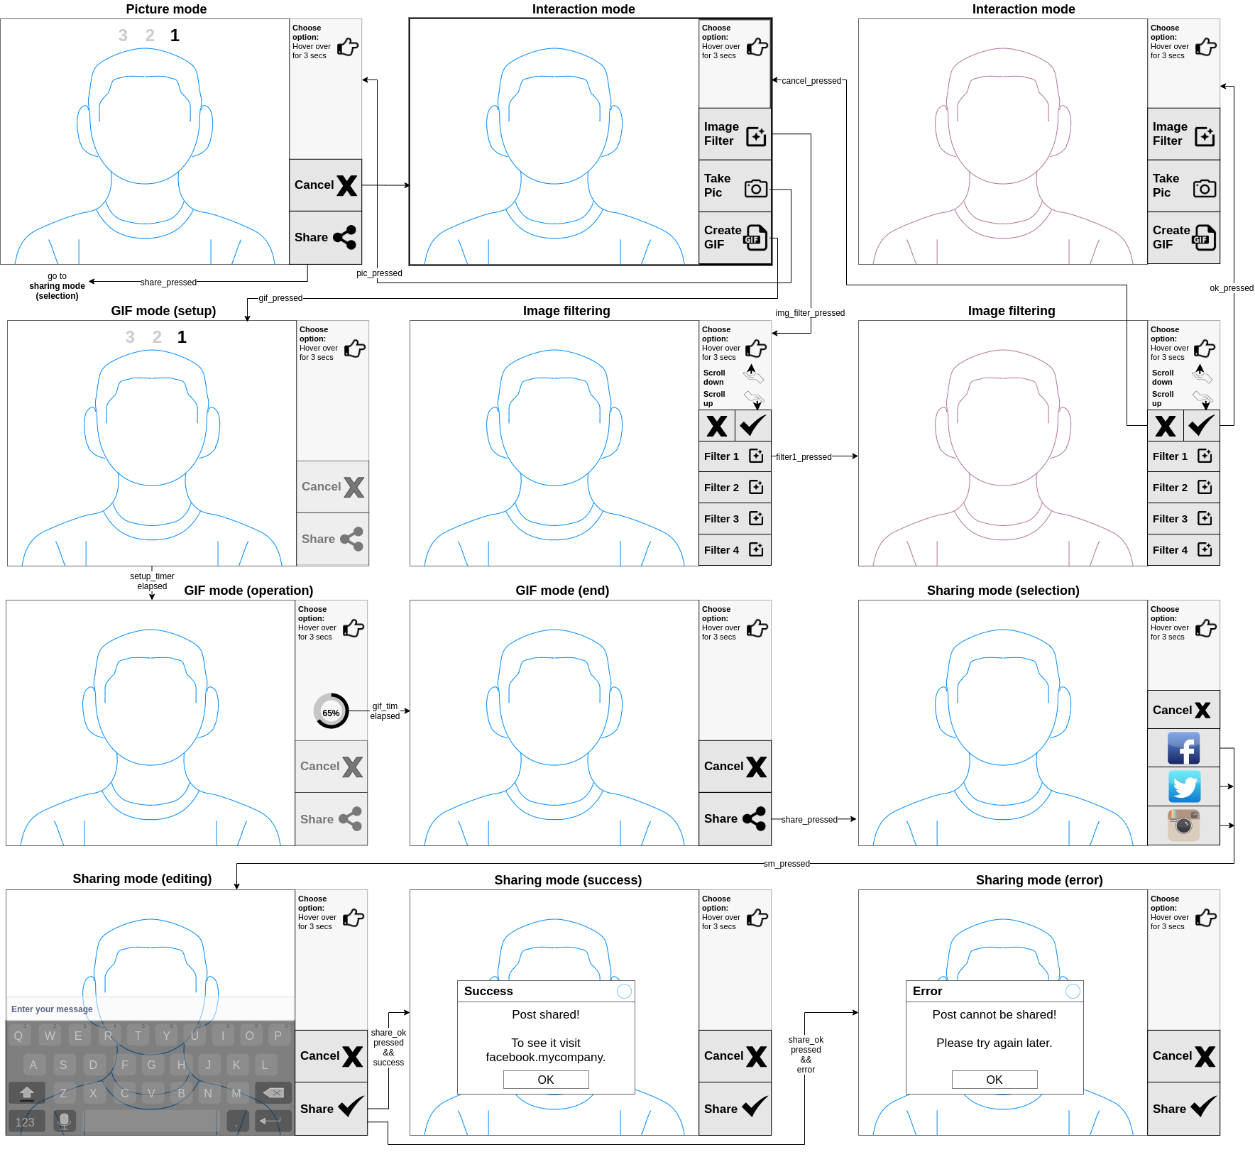 Picture mode
3 2 1
Choose
option:
Hover over
for 3 secs
Cancel
Share
Interaction mode
Choose
option:
Hover over
for 3 secs
Image
Filter
Take
Pic
Create
GIF
GIF
cancel_pressed
Interaction mode
Choose
option:
Hover over
for 3 secs
Image
Filter
Take
Pic
Create
GIF
GIF
go to
sharing mode
(selection)
share_pressed
pic_pressed
gif_pressed
img_filter_pressed
ok_pressed
GIF mode (setup)
3 2 1
Choose
option:
Hover over
for 3 secs
Cancel
Share
Image filtering
Choose
option:
Hover over
for 3 secs
Scroll
down
Scroll
up
Filter 1
Filter 2
Filter 3
Filter 4
filter1_pressed
Image filtering
Choose
option:
Hover over
for 3 secs
Scroll
down
Scroll
up
Filter 1
Filter 2
Filter 3
Filter 4
setup_timer
elapsed
GIF mode (operation)
Choose
option:
Hover over
for 3 secs
65%
Cancel
Share
gif_tim
elapsed
GIF mode (end)
Choose
option:
Hover over
for 3 secs
Cancel
Share
share_pressed
Sharing mode (selection)
Choose
option:
Hover over
for 3 secs
Cancel
f
sm_pressed
Sharing mode (editing)
Choose
option:
Hover over
for 3 secs
Enter your message
Q W E R T Y U I O P
A S D F G H J K L
Z X C V B N M
123 .
Cancel
Share
share_ok
pressed
&&
success
Sharing mode (success)
Choose
option:
Hover over
for 3 secs
Success
Post shared!
To see it visit
facebook.mycompany.
OK
Cancel
Share
share_ok
pressed
&&
error
Sharing mode (error)
Choose
option:
Hover over
for 3 secs
Error
Post cannot be shared!
Please try again later.
OK
Cancel
Share